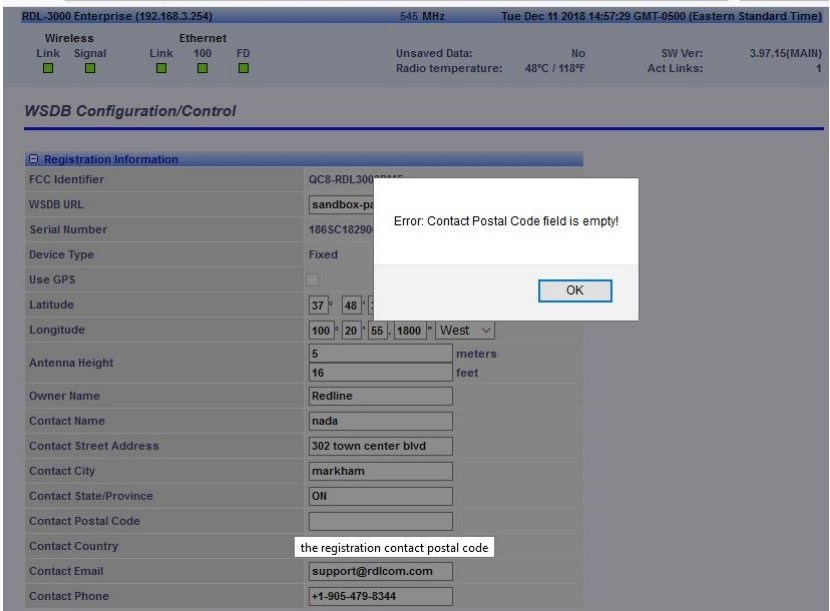 RDL-3000 Enterprise (192.168.3.254) 545 MHz Tue Dec 11 2018 14:57:29 GMT-0500 (Eastern Standard Time)
Wireless Ethernet
Link Signal Link 100 FD Unsaved Data: No SW Ver: 3.97.15(MAIN)
Radio temperature: 48°C / 118°F Act Links: 1
WSDB Configuration/Control
Registration Information
FCC Identifier
WSDB URL
Error: Contact Postal Code field is empty!
Serial Number
Device Type Fixed
Use GPS
OK
Latitude 37 ° 48 '
Longitude 100 ° 20 ' 55 . 1800 " West
Antenna Height 5 meters
16 feet
Owner Name Redline
Contact Name nada
Contact Street Address 302 town center blvd
Contact City markham
Contact State/Province ON
Contact Postal Code
Contact Country the registration contact postal code
Contact Email support@rdlcom.com
Contact Phone +1-905-479-8344